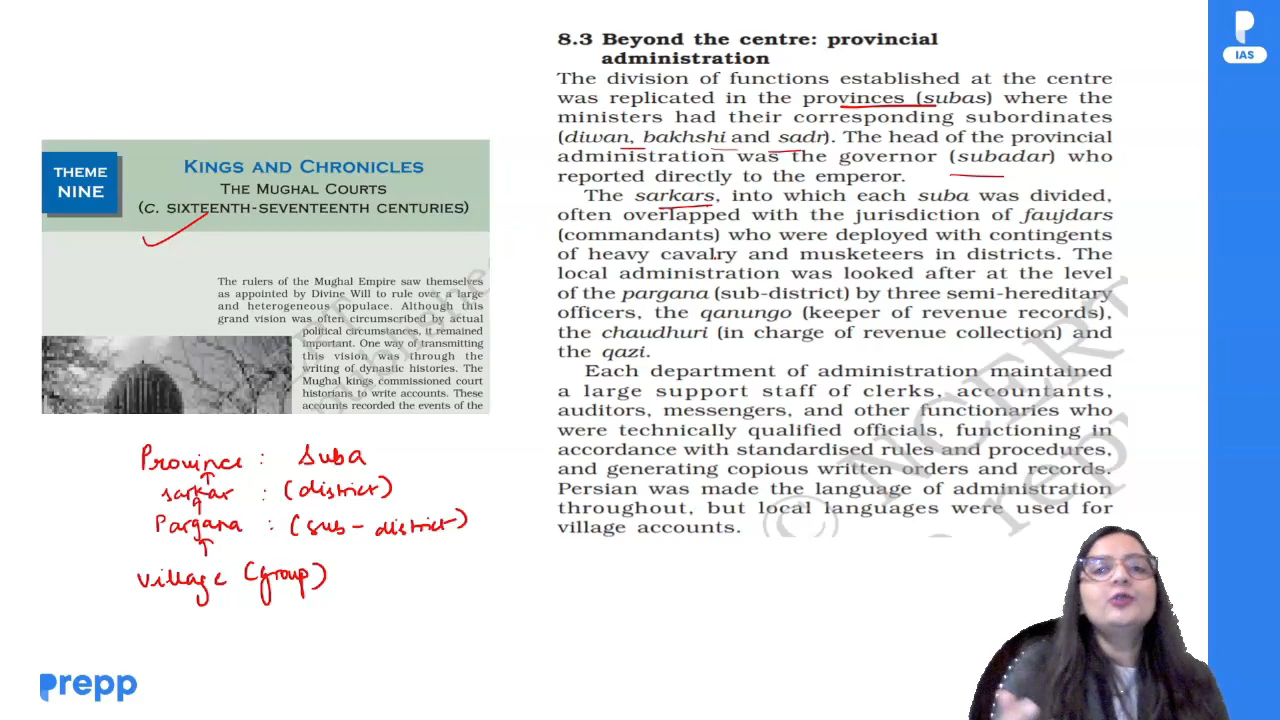 THEME
NINE
KINGS AND CHRONICLES
THE MUGHAL COURTS
(C. SIXTEENTH-SEVENTEENTH CENTURIES)
The rulers of the Mughal Empire saw themselves
as appointed by Divine Will to rule over a large
and heterogeneous populace. Although this
grand vision was often circumscribed by actual
political circumstances, it remained
important. One way of transmitting
this vision was through the
writing of dynastic histories. The
Mughal kings commissioned court
historians to write accounts. These
accounts recorded the events of the
Province : Suba
sarkar : (district)
Pargana : (sub-district)
village (group)
prepp
8.3 Beyond the centre: provincial
administration
The division of functions established at the centre
was replicated in the provinces (subas) where the
ministers had their corresponding subordinates
(diwan, bakhshi and sadr). The head of the provincial
administration was the governor (subadar) who
reported directly to the emperor.
The sarkars, into which each suba was divided,
often overlapped with the jurisdiction of faujdars
(commandants) who were deployed with contingents
of heavy cavalry and musketeers in districts. The
local administration was looked after at the level
of the pargana (sub-district) by three semi-hereditary
officers, the qanungo (keeper of revenue records),
the chaudhuri (in charge of revenue collection) and
the qazi.
Each department of administration maintained
a large support staff of clerks, accountants,
auditors, messengers, and other functionaries who
were technically qualified officials, functioning in
accordance with standardised rules and procedures,
and generating copious written orders and records.
Persian was made the language of administration
throughout, but local languages were used for
village accounts.
© NCERT
IAS